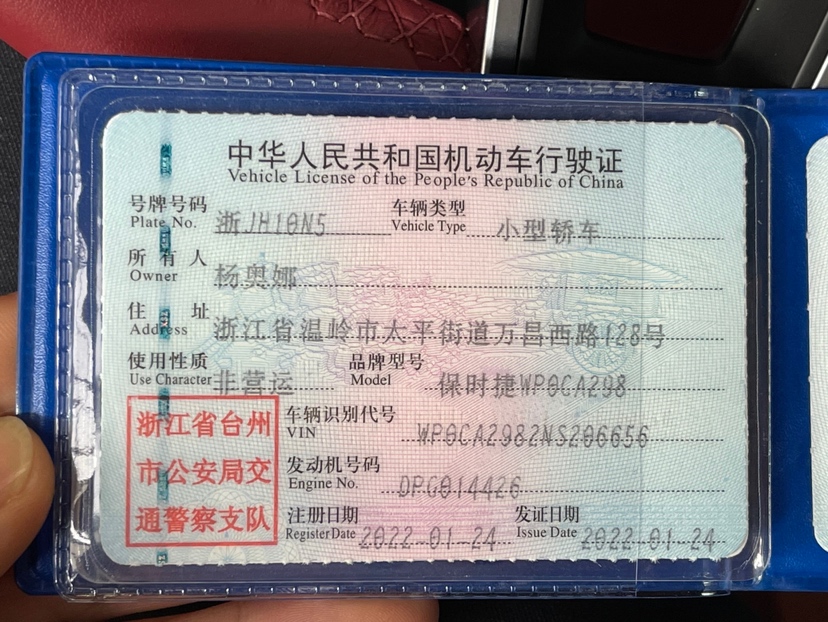 中华人民共和国机动车行驶证
Vehicle License of the People's Republic of China
号牌号码 浙JH10N5 车辆类型 小型轿车
Plate No. Vehicle Type
所有人 杨奥娜
Owner
住址 浙江省温岭市太平街道万昌西路128号
Address
使用性质 非营运 品牌型号 保时捷WP0CA298
Use Character Model
浙江省台州
市公安局交
通警察支队
车辆识别代号 WP0CA2982NS206656
VIN
发动机号码 DPG014426
Engine No.
注册日期 2022-01-24 发证日期 2022-01-24
Register Date Issue Date